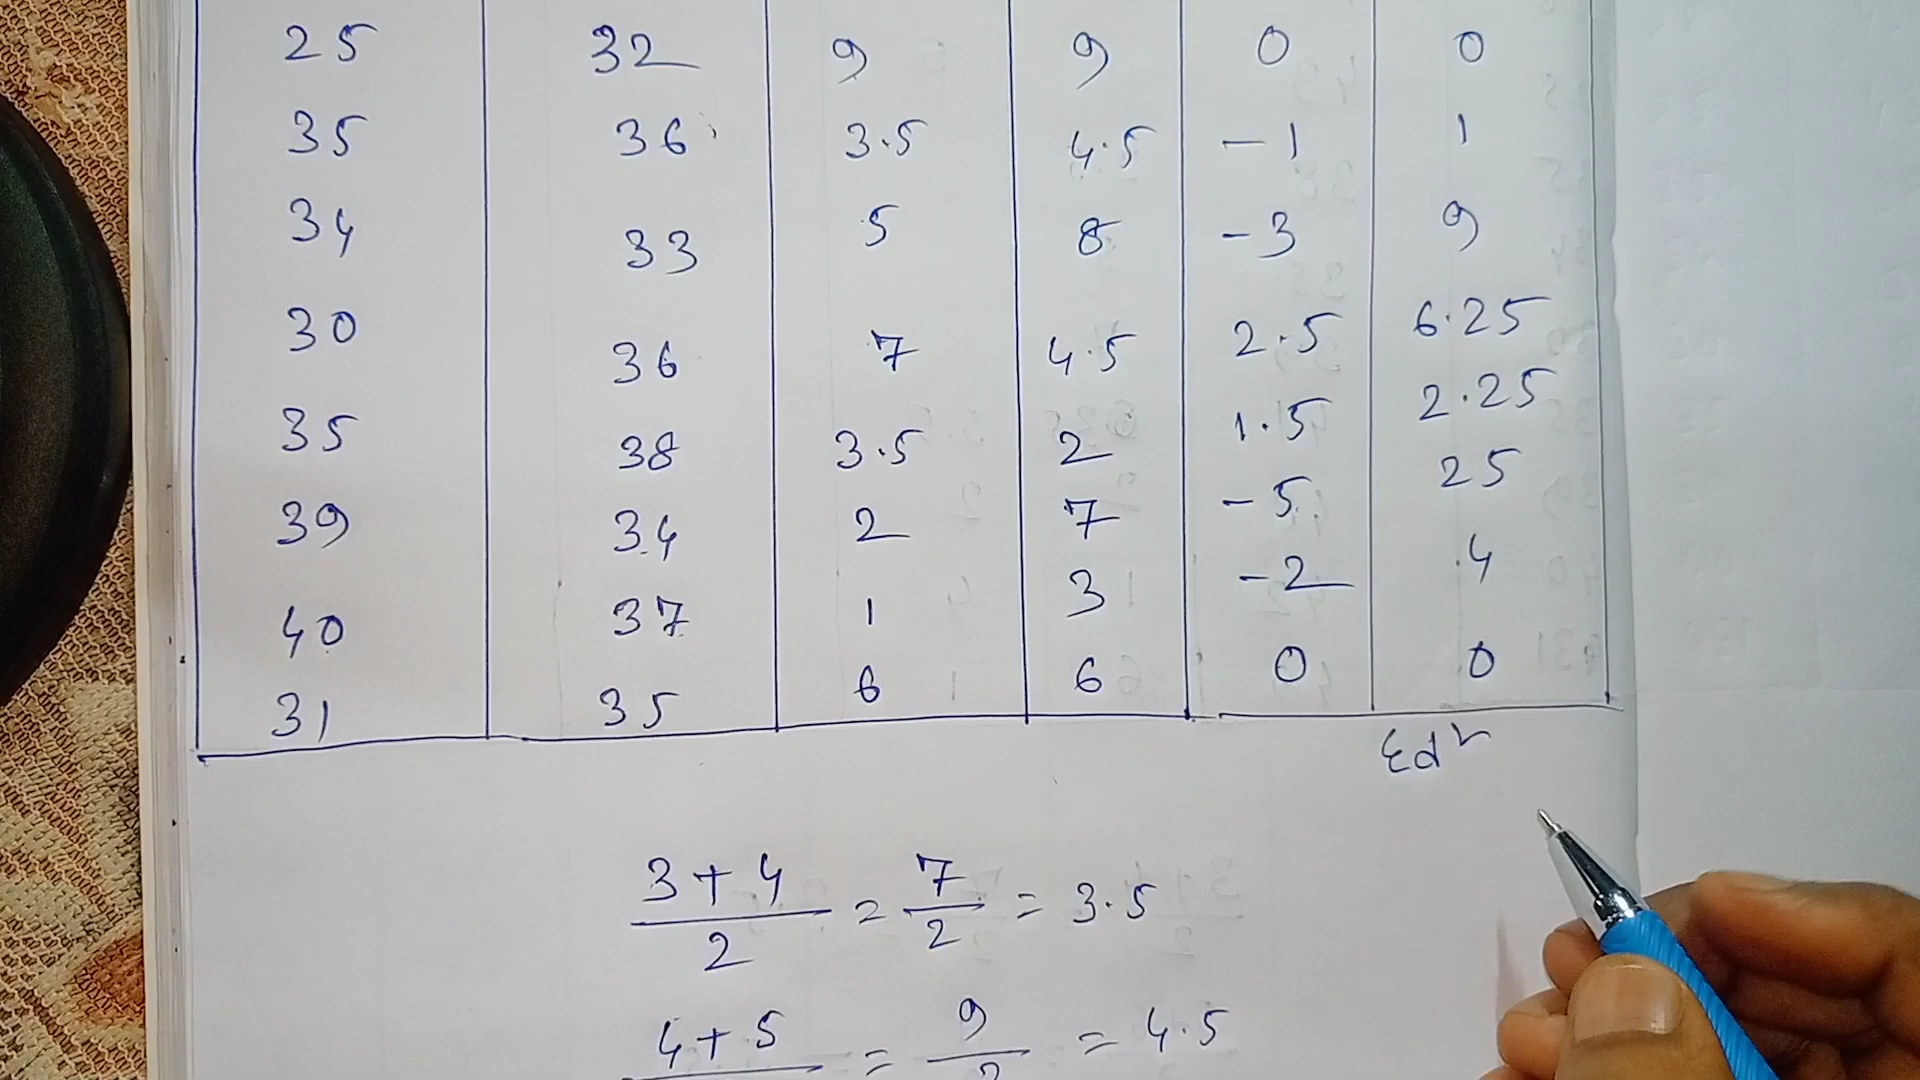 25 32 9 9 0 0
35 36 3.5 4.5 -1 1
34 33 5 8 -3 9
30 36 7 4.5 2.5 6.25
35 38 3.5 2 1.5 2.25
39 34 2 7 -5 25
40 37 1 3 -2 4
31 35 6 6 0 0
Σd²
3+4/2 = 7/2 = 3.5
4+5 = 9/2 = 4.5